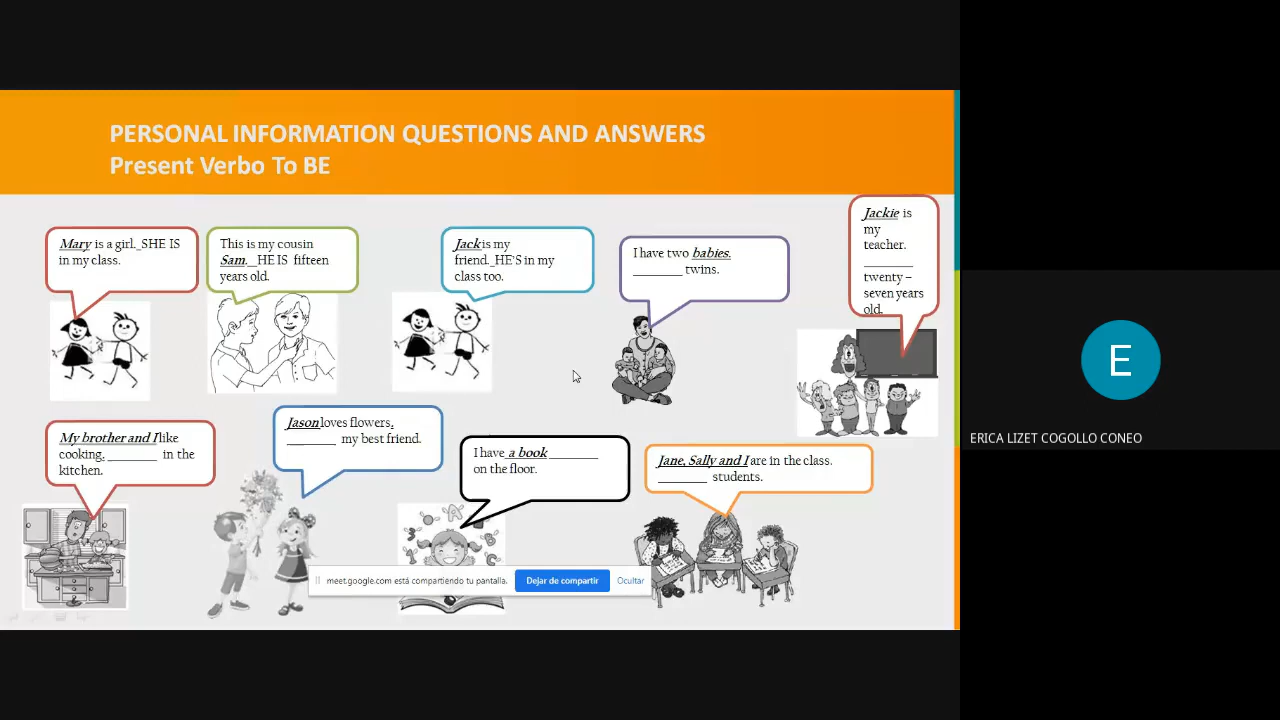 PERSONAL INFORMATION QUESTIONS AND ANSWERS
Present Verbo To BE
Mary is a girl._SHE IS
in my class.
This is my cousin
Sam. _HE IS fifteen
years old.
Jack is my
friend._HE'S in my
class too.
I have two babies.
________ twins.
Jackie is
my
teacher.
________
twenty –
seven years
old.
My brother and I like
cooking. ________ in the
kitchen.
Jason loves flowers.
________ my best friend.
I have a book ________
on the floor.
Jane, Sally and I are in the class.
________ students.
meet.google.com está compartiendo tu pantalla.
Dejar de compartir
Ocultar
E
ERICA LIZET COGOLLO CONEO